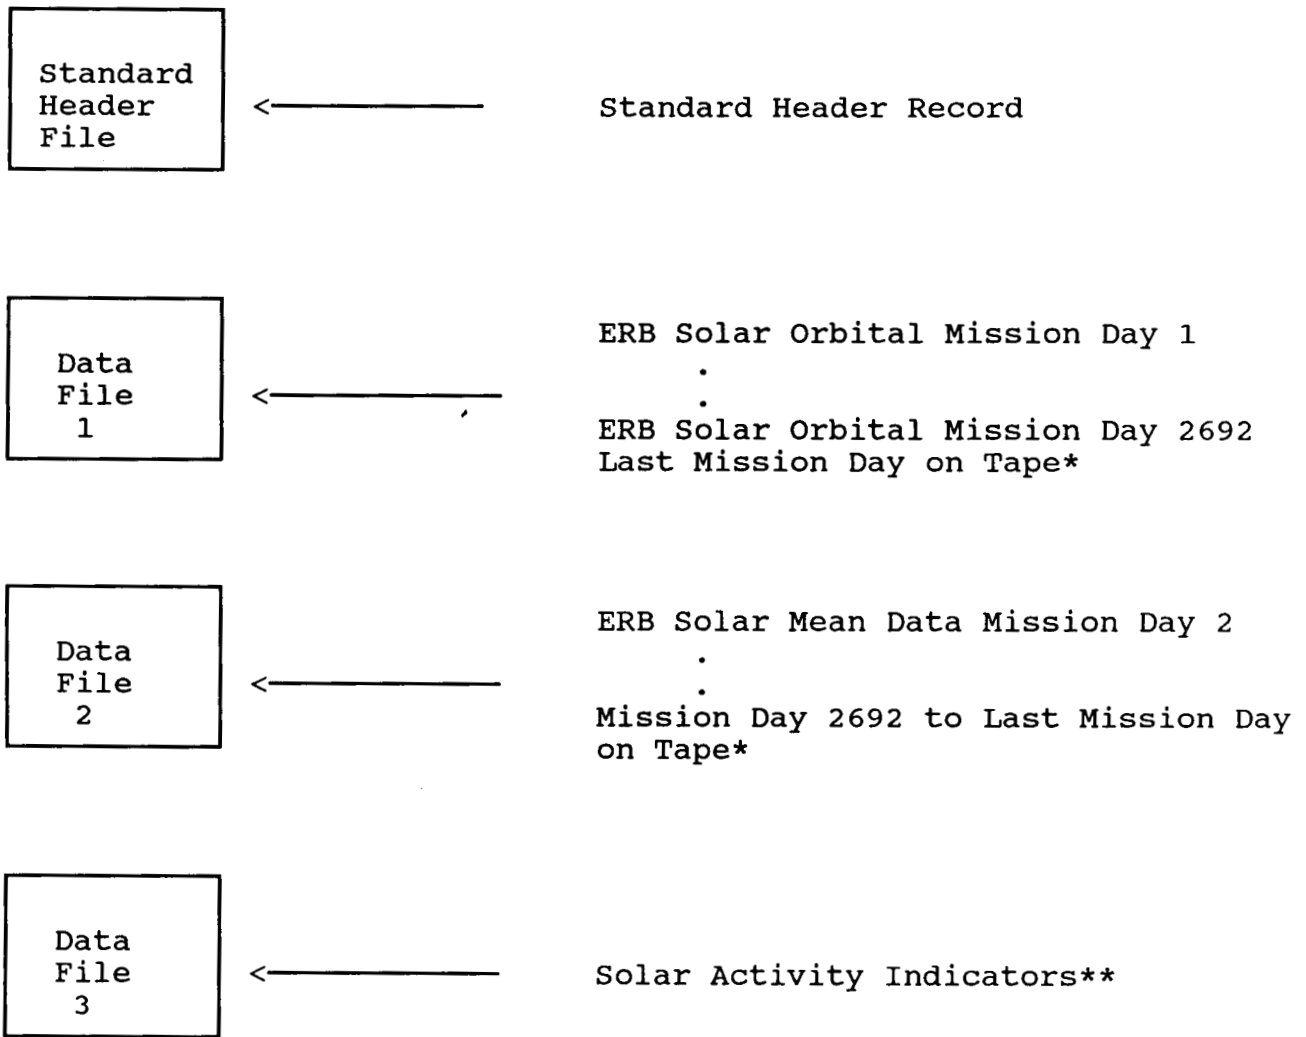 Standard
Header
File
<——————— Standard Header Record
Data
File
1
<——————— ERB Solar Orbital Mission Day 1
.
.
ERB Solar Orbital Mission Day 2692
Last Mission Day on Tape*
Data
File
2
<——————— ERB Solar Mean Data Mission Day 2
.
.
Mission Day 2692 to Last Mission Day
on Tape*
Data
File
3
<——————— Solar Activity Indicators**